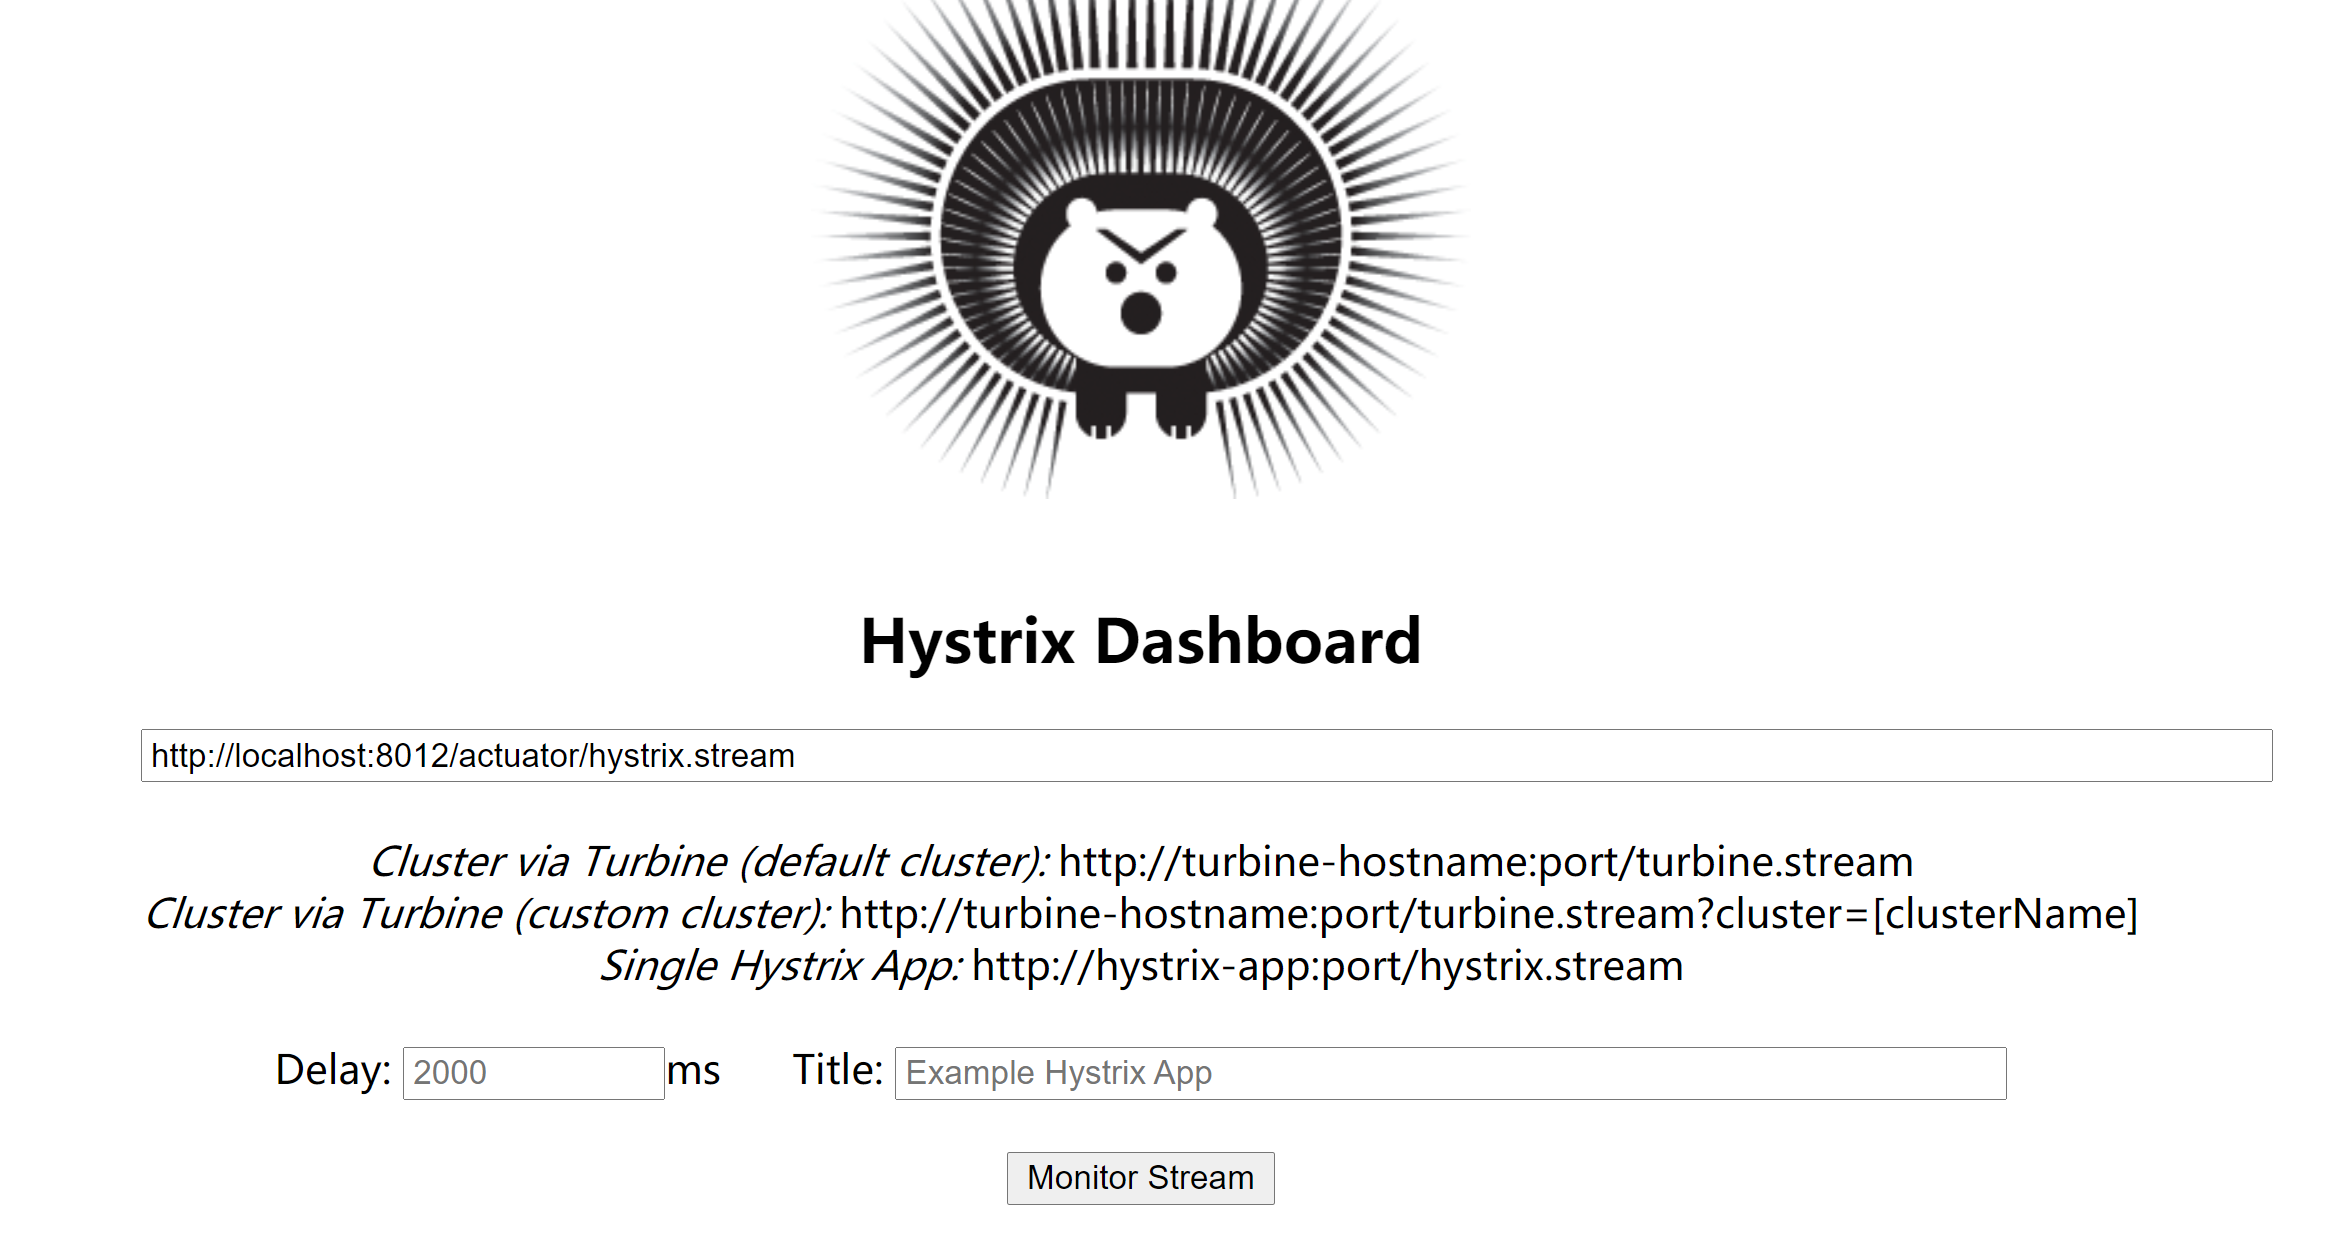 Hystrix Dashboard
http://localhost:8012/actuator/hystrix.stream
Cluster via Turbine (default cluster): http://turbine-hostname:port/turbine.stream
Cluster via Turbine (custom cluster): http://turbine-hostname:port/turbine.stream?cluster=[clusterName]
Single Hystrix App: http://hystrix-app:port/hystrix.stream
Delay: 2000 ms Title: Example Hystrix App
Monitor Stream